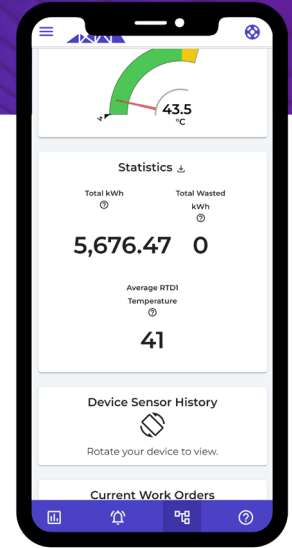 43.5
°C
Statistics
Total kWh
Total Wasted
kWh
5,676.47 0
Average RTD1
Temperature
41
Device Sensor History
Rotate your device to view.
Current Work Orders